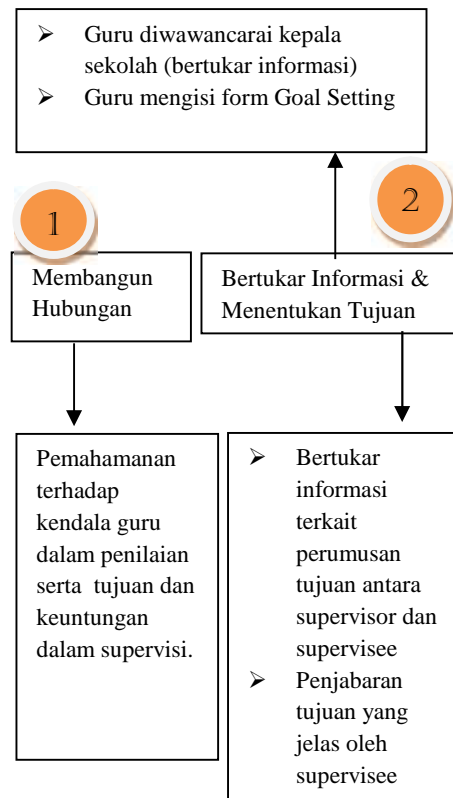 ➢ Guru diwawancarai kepala
sekolah (bertukar informasi)
➢ Guru mengisi form Goal Setting
1
2
Membangun
Hubungan
Bertukar Informasi &
Menentukan Tujuan
Pemahamanan
terhadap
kendala guru
dalam penilaian
serta tujuan dan
keuntungan
dalam supervisi.
➢ Bertukar
informasi
terkait
perumusan
tujuan antara
supervisor dan
supervisee
➢ Penjabaran
tujuan yang
jelas oleh
supervisee